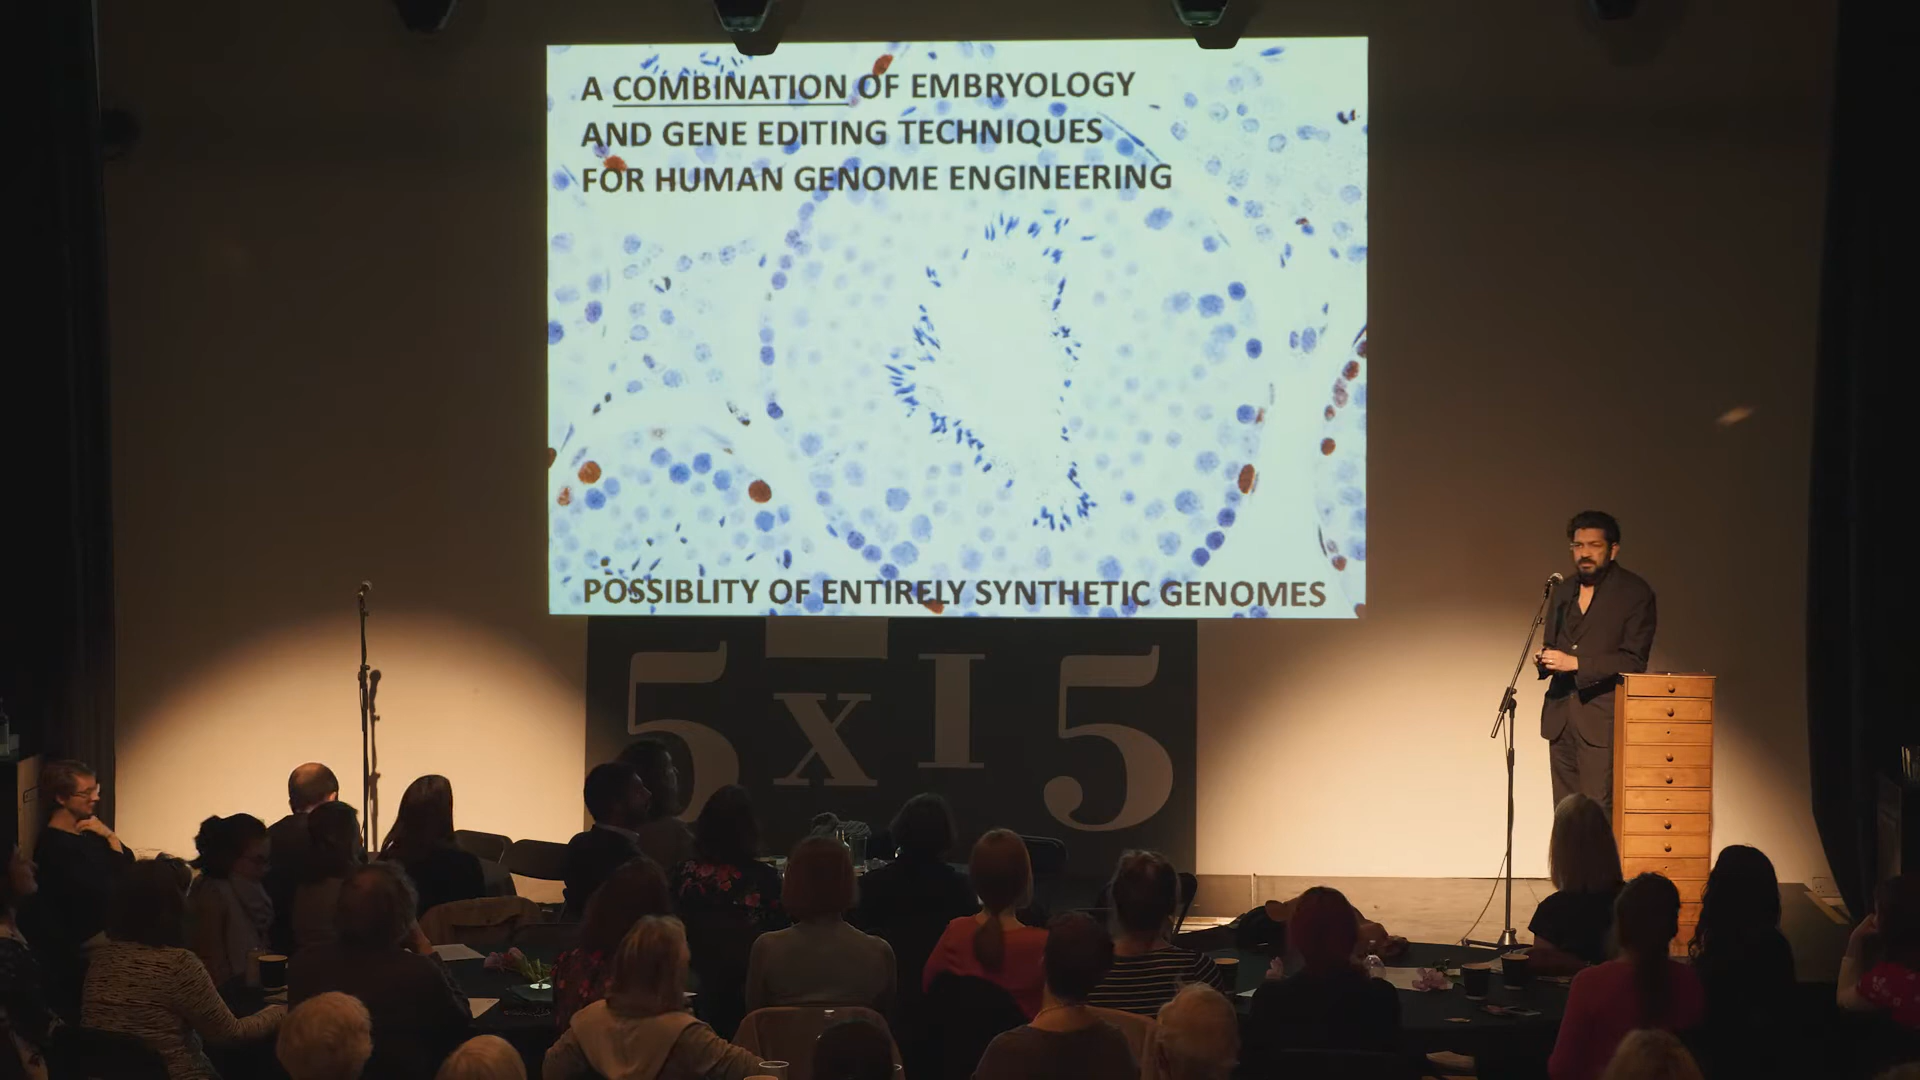 A COMBINATION OF EMBRYOLOGY
AND GENE EDITING TECHNIQUES
FOR HUMAN GENOME ENGINEERING
POSSIBLITY OF ENTIRELY SYNTHETIC GENOMES
5x15